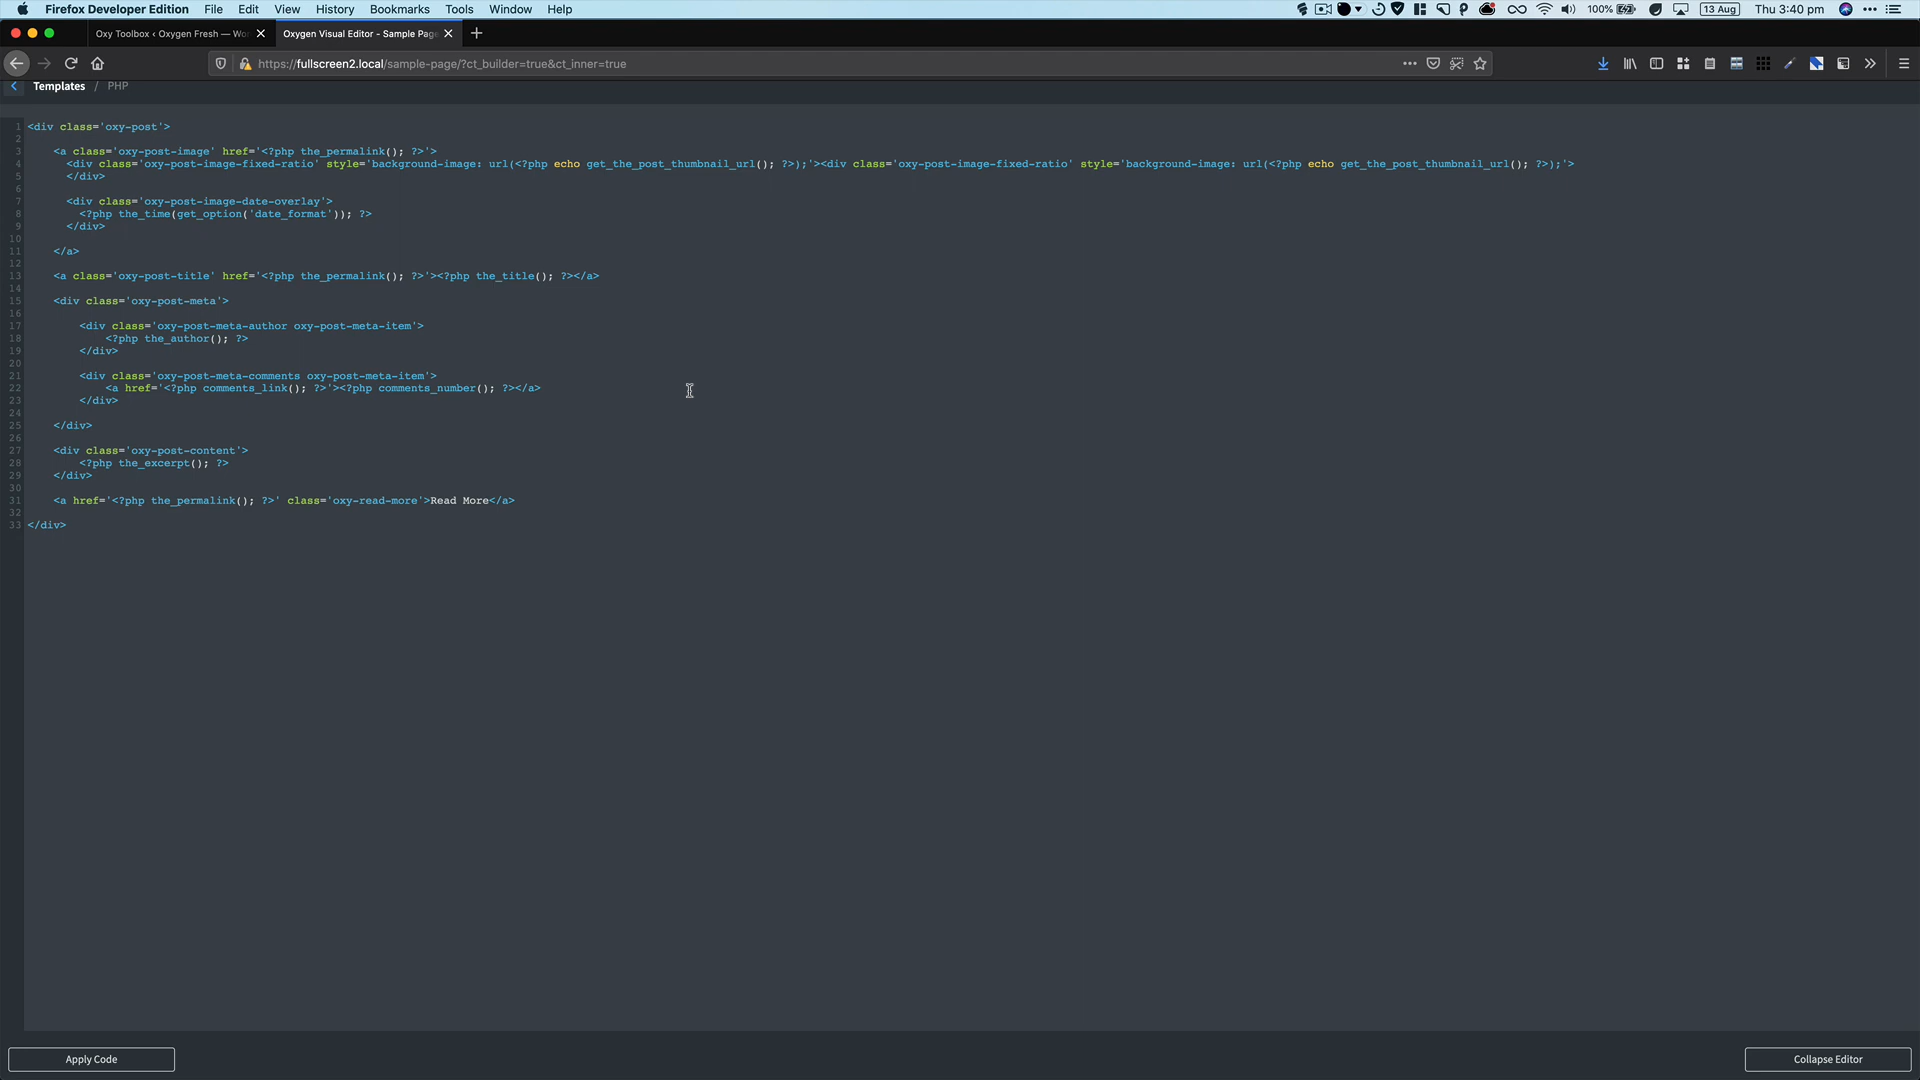 Firefox Developer Edition File Edit View History Bookmarks Tools Window Help 100% 13 Aug Thu 3:40 pm
Oxy Toolbox ‹ Oxygen Fresh — Wor Oxygen Visual Editor - Sample Page
https://fullscreen2.local/sample-page/?ct_builder=true&ct_inner=true
Templates / PHP
1 <div class='oxy-post'>
2
3 <a class='oxy-post-image' href='<?php the_permalink(); ?>'>
4 <div class='oxy-post-image-fixed-ratio' style='background-image: url(<?php echo get_the_post_thumbnail_url(); ?>);'><div class='oxy-post-image-fixed-ratio' style='background-image: url(<?php echo get_the_post_thumbnail_url(); ?>);'>
5 </div>
6
7 <div class='oxy-post-image-date-overlay'>
8 <?php the_time(get_option('date_format')); ?>
9 </div>
10
11 </a>
12
13 <a class='oxy-post-title' href='<?php the_permalink(); ?>'><?php the_title(); ?></a>
14
15 <div class='oxy-post-meta'>
16
17 <div class='oxy-post-meta-author oxy-post-meta-item'>
18 <?php the_author(); ?>
19 </div>
20
21 <div class='oxy-post-meta-comments oxy-post-meta-item'>
22 <a href='<?php comments_link(); ?>'><?php comments_number(); ?></a>
23 </div>
24
25 </div>
26
27 <div class='oxy-post-content'>
28 <?php the_excerpt(); ?>
29 </div>
30
31 <a href='<?php the_permalink(); ?>' class='oxy-read-more'>Read More</a>
32
33 </div>
Apply Code Collapse Editor